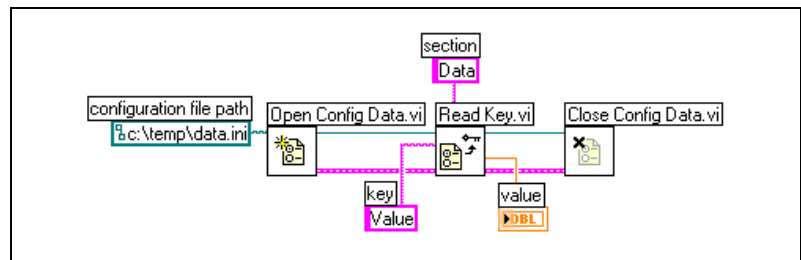 section
Data
configuration file path
c:\temp\data.ini
Open Config Data.vi
Read Key.vi
Close Config Data.vi
key
Value
value
DBL